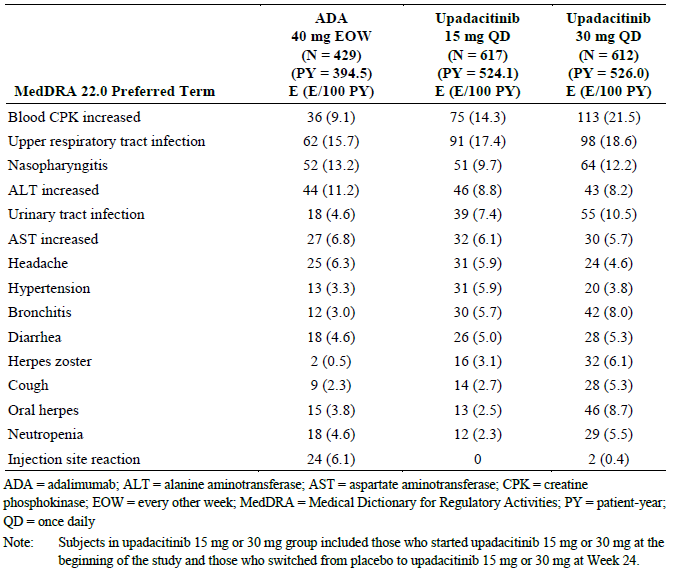 ADA Upadacitinib Upadacitinib
40 mg EOW 15 mg QD 30 mg QD
(N = 429) (N = 617) (N = 612)
(PY = 394.5) (PY = 524.1) (PY = 526.0)
MedDRA 22.0 Preferred Term E (E/100 PY) E (E/100 PY) E (E/100 PY)
Blood CPK increased 36 (9.1) 75 (14.3) 113 (21.5)
Upper respiratory tract infection 62 (15.7) 91 (17.4) 98 (18.6)
Nasopharyngitis 52 (13.2) 51 (9.7) 64 (12.2)
ALT increased 44 (11.2) 46 (8.8) 43 (8.2)
Urinary tract infection 18 (4.6) 39 (7.4) 55 (10.5)
AST increased 27 (6.8) 32 (6.1) 30 (5.7)
Headache 25 (6.3) 31 (5.9) 24 (4.6)
Hypertension 13 (3.3) 31 (5.9) 20 (3.8)
Bronchitis 12 (3.0) 30 (5.7) 42 (8.0)
Diarrhea 18 (4.6) 26 (5.0) 28 (5.3)
Herpes zoster 2 (0.5) 16 (3.1) 32 (6.1)
Cough 9 (2.3) 14 (2.7) 28 (5.3)
Oral herpes 15 (3.8) 13 (2.5) 46 (8.7)
Neutropenia 18 (4.6) 12 (2.3) 29 (5.5)
Injection site reaction 24 (6.1) 0 2 (0.4)
ADA = adalimumab; ALT = alanine aminotransferase; AST = aspartate aminotransferase; CPK = creatine
phosphokinase; EOW = every other week; MedDRA = Medical Dictionary for Regulatory Activities; PY = patient-year;
QD = once daily
Note: Subjects in upadacitinib 15 mg or 30 mg group included those who started upadacitinib 15 mg or 30 mg at the
beginning of the study and those who switched from placebo to upadacitinib 15 mg or 30 mg at Week 24.